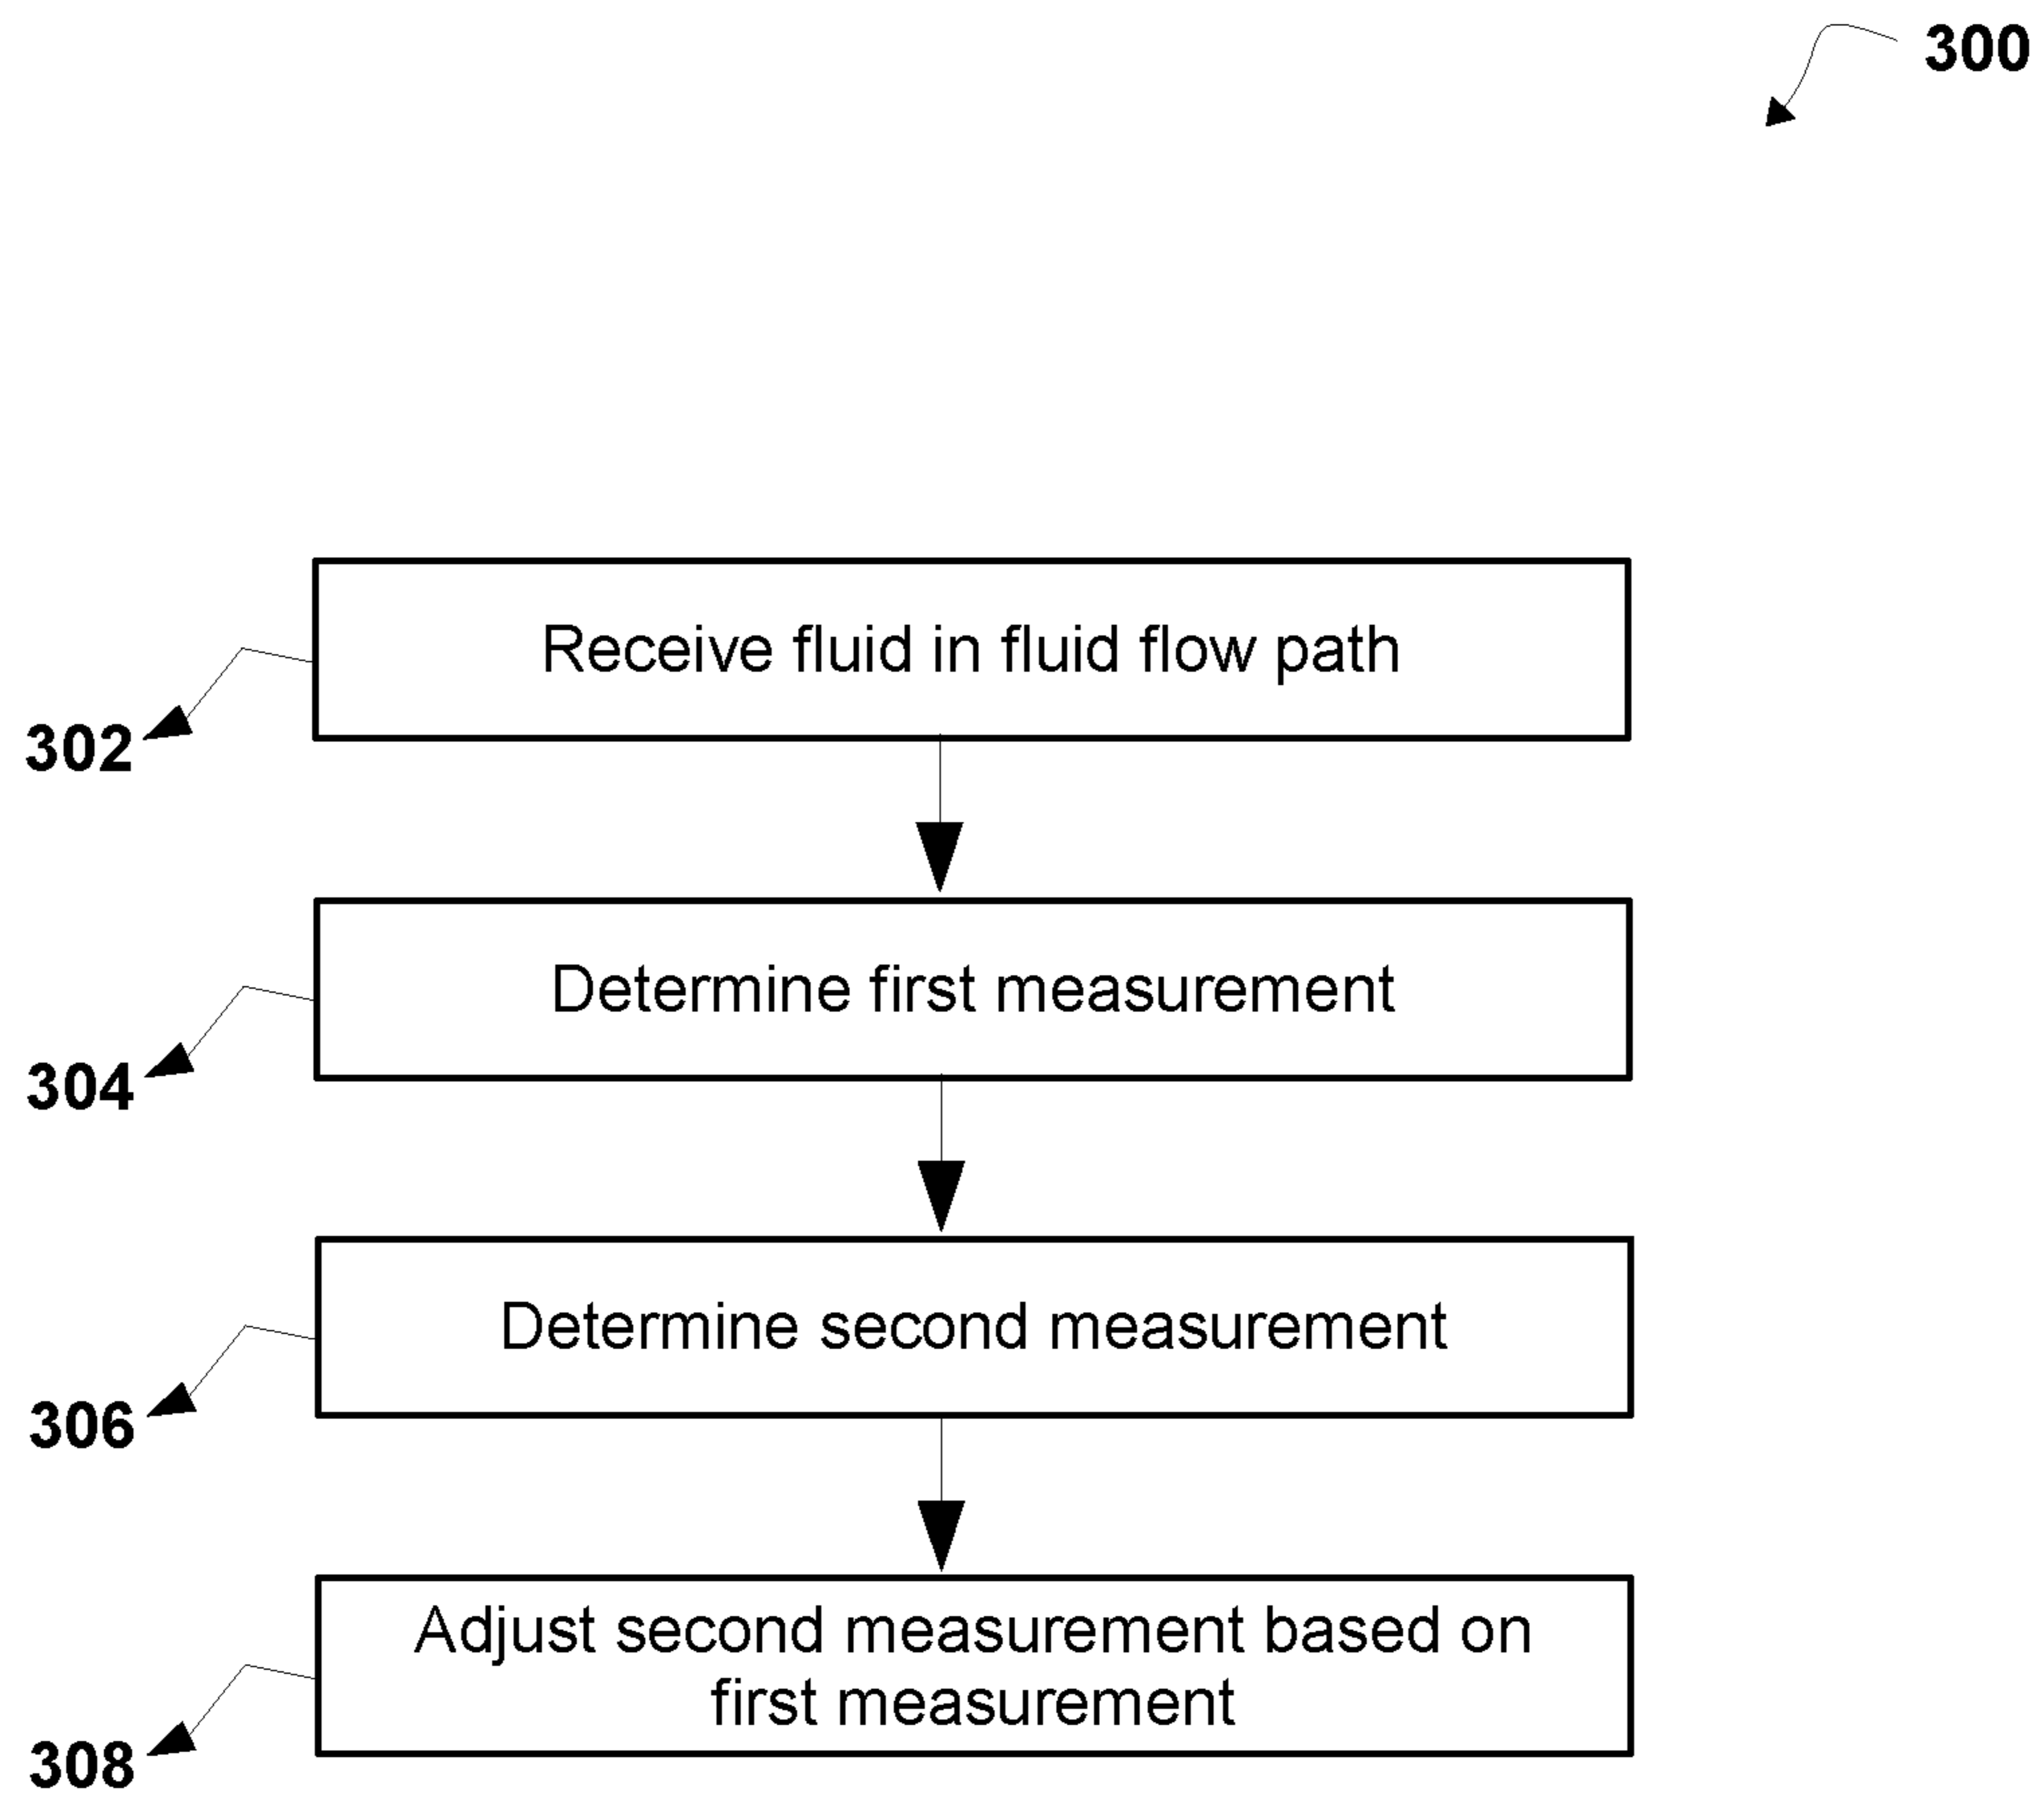 300
Receive fluid in fluid flow path
302
Determine first measurement
304
Determine second measurement
306
Adjust second measurement based on
first measurement
308